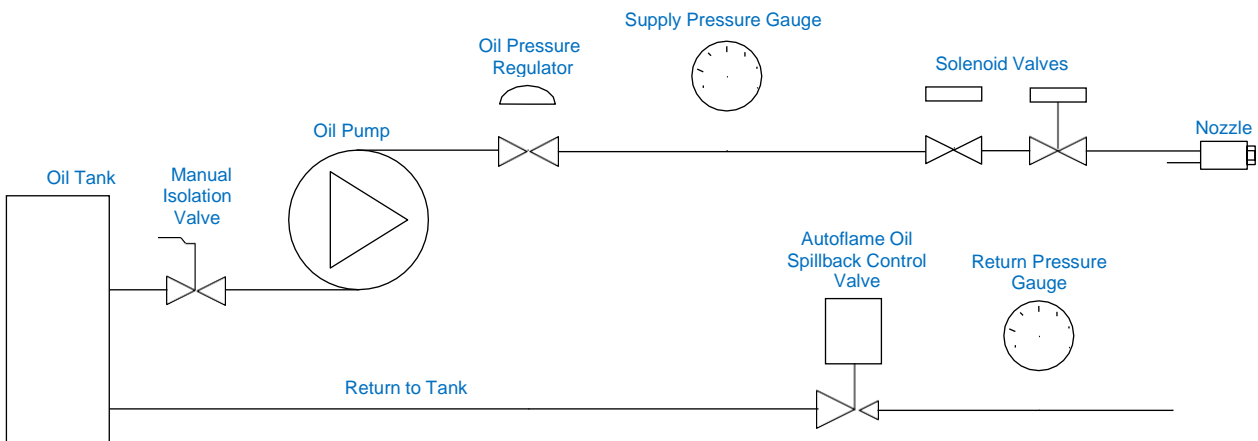 Supply Pressure Gauge
Oil Pressure
Regulator
Solenoid Valves
Oil Pump
Nozzle
Oil Tank
Manual
Isolation
Valve
Autoflame Oil
Spillback Control
Valve
Return Pressure
Gauge
Return to Tank